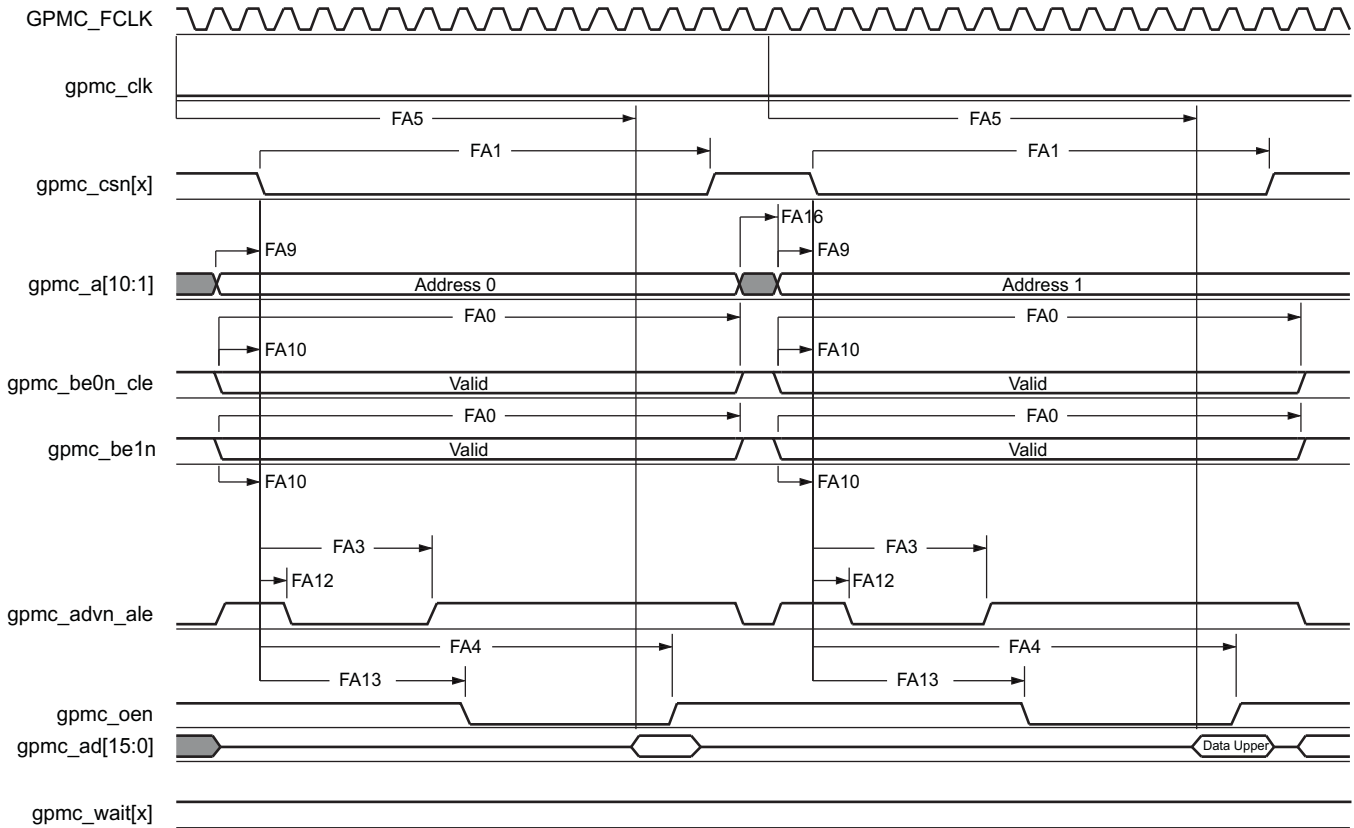 GPMC_FCLK
gpmc_clk
FA5 FA5
FA1 FA1
gpmc_csn[x]
FA16
FA9 FA9
gpmc_a[10:1] Address 0 Address 1
FA0 FA0
FA10 FA10
gpmc_be0n_cle Valid Valid
FA0 FA0
gpmc_be1n Valid Valid
FA10 FA10
FA3 FA3
FA12 FA12
gpmc_advn_ale
FA4 FA4
FA13 FA13
gpmc_oen
gpmc_ad[15:0] Data Upper
gpmc_wait[x]